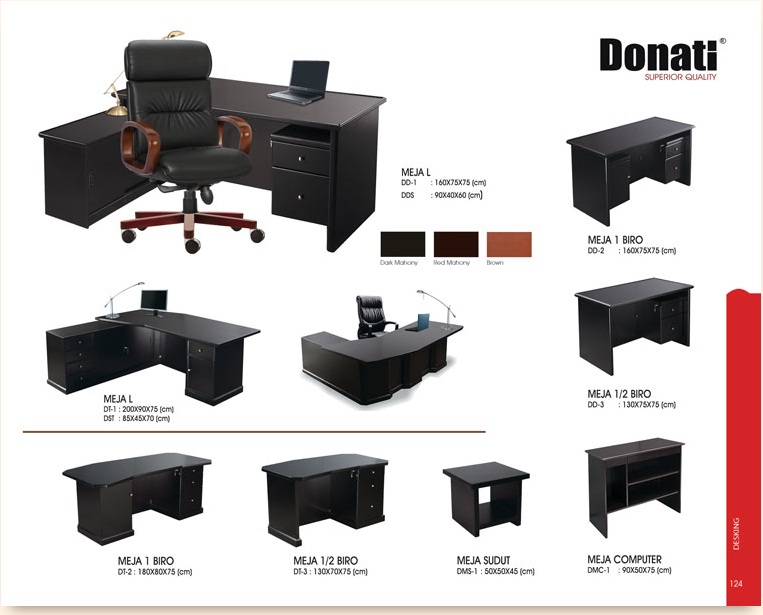 Donati®
SUPERIOR QUALITY
MEJA L
DD-1 : 160X75X75 (cm)
DDS : 90X40X60 (cm)
Dark Mahony
Red Mahony
Brown
MEJA 1 BIRO
DD-2 : 160X75X75 (cm)
MEJA L
DT-1 : 200X90X75 (cm)
DST : 85X45X70 (cm)
MEJA 1/2 BIRO
DD-3 : 130X75X75 (cm)
MEJA 1 BIRO
DT-2 : 180X80X75 (cm)
MEJA 1/2 BIRO
DT-3 : 130X70X75 (cm)
MEJA SUDUT
DMS-1 : 50X50X45 (cm)
MEJA COMPUTER
DMC-1 : 90X50X75 (cm)
DESKING
124